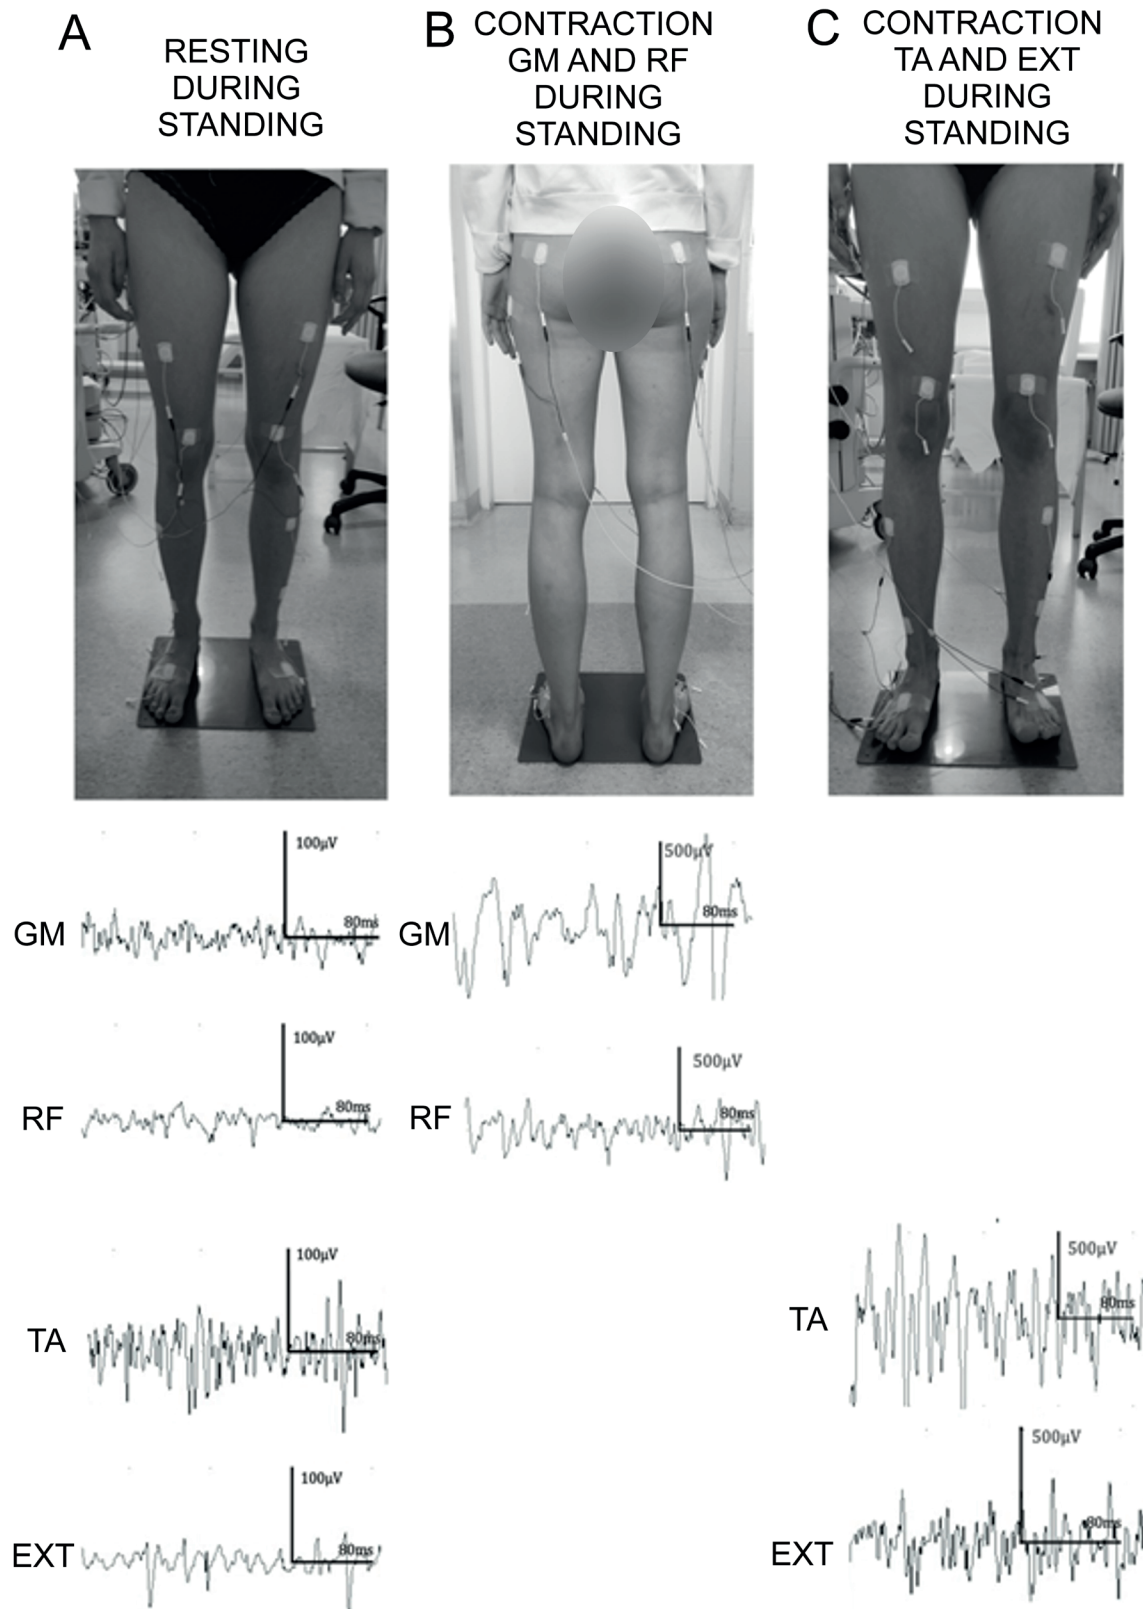 A
RESTING
DURING
STANDING
B
CONTRACTION
GM AND RF
DURING
STANDING
C
CONTRACTION
TA AND EXT
DURING
STANDING
GM
100µV
80ms
GM
500µV
80ms
RF
100µV
80ms
RF
500µV
80ms
TA
100µV
80ms
TA
500µV
80ms
EXT
100µV
80ms
EXT
500µV
80ms